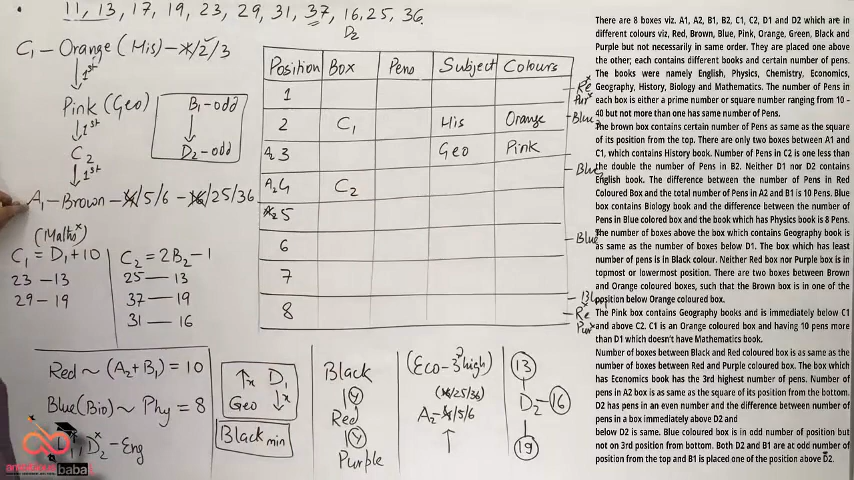 11, 13, 17, 19, 23, 29, 31, 37, 16, 25, 36.
D2
C1 - Orange (His) - 1/2/3
1st
Pink (Geo)
1st
C2
1st
A1 - Brown - 4/5/6 - 16/25/36
(Maths x)
B1 - odd
D2 - odd
C1 = D1 + 10
23 - 13
29 - 19
C2 = 2B2 - 1
25 - 13
37 - 19
31 - 16
Position Box Pens Subject Colours
1
2 C1 His Orange
A1 3 Geo Pink
A2 4 C2
A2 5
6
7
8
Re x
Pur x
Blue
Blue
Blue
Re x
Pur x
Red ~ (A2 + B1) = 10
Blue (Bio) ~ Phy = 8
D1, D2 - Eng
x D1
Geo x
Black min
Black
Y
Red
Y
Purple
(Eco - 3rd high)
(16/25/36)
A2 - 4/5/6
13
D2 - 16
19
ambitious baba
There are 8 boxes viz. A1, A2, B1, B2, C1, C2, D1 and D2 which are in
different colours viz, Red, Brown, Blue, Pink, Orange, Green, Black and
Purple but not necessarily in same order. They are placed one above
the other; each contains different books and certain number of pens.
The books were namely English, Physics, Chemistry, Economics,
Geography, History, Biology and Mathematics. The number of Pens in
each box is either a prime number or square number ranging from 10 –
40 but not more than one has same number of Pens.
The brown box contains certain number of Pens as same as the square
of its position from the top. There are only two boxes between A1 and
C1, which contains History book. Number of Pens in C2 is one less than
the double the number of Pens in B2. Neither D1 nor D2 contains
English book. The difference between the number of Pens in Red
Coloured Box and the total number of Pens in A2 and B1 is 10 Pens. Blue
box contains Biology book and the difference between the number of
Pens in Blue colored box and the book which has Physics book is 8 Pens.
The number of boxes above the box which contains Geography book is
as same as the number of boxes below D1. The box which has least
number of pens is in Black colour. Neither Red box nor Purple box is in
topmost or lowermost position. There are two boxes between Brown
and Orange coloured boxes, such that the Brown box is in one of the
position below Orange coloured box.
The Pink box contains Geography books and is immediately below C1
and above C2. C1 is an Orange coloured box and having 10 pens more
than D1 which doesn't have Mathematics book.
Number of boxes between Black and Red coloured box is as same as the
number of boxes between Red and Purple coloured box. The box which
has Economics book has the 3rd highest number of pens. Number of
pens in A2 box is as same as the square of its position from the bottom.
D2 has pens in an even number and the difference between number of
pens in a box immediately above D2 and
below D2 is same. Blue coloured box is in odd number of position but
not on 3rd position from bottom. Both D2 and B1 are at odd number of
position from the top and B1 is placed one of the position above D2.